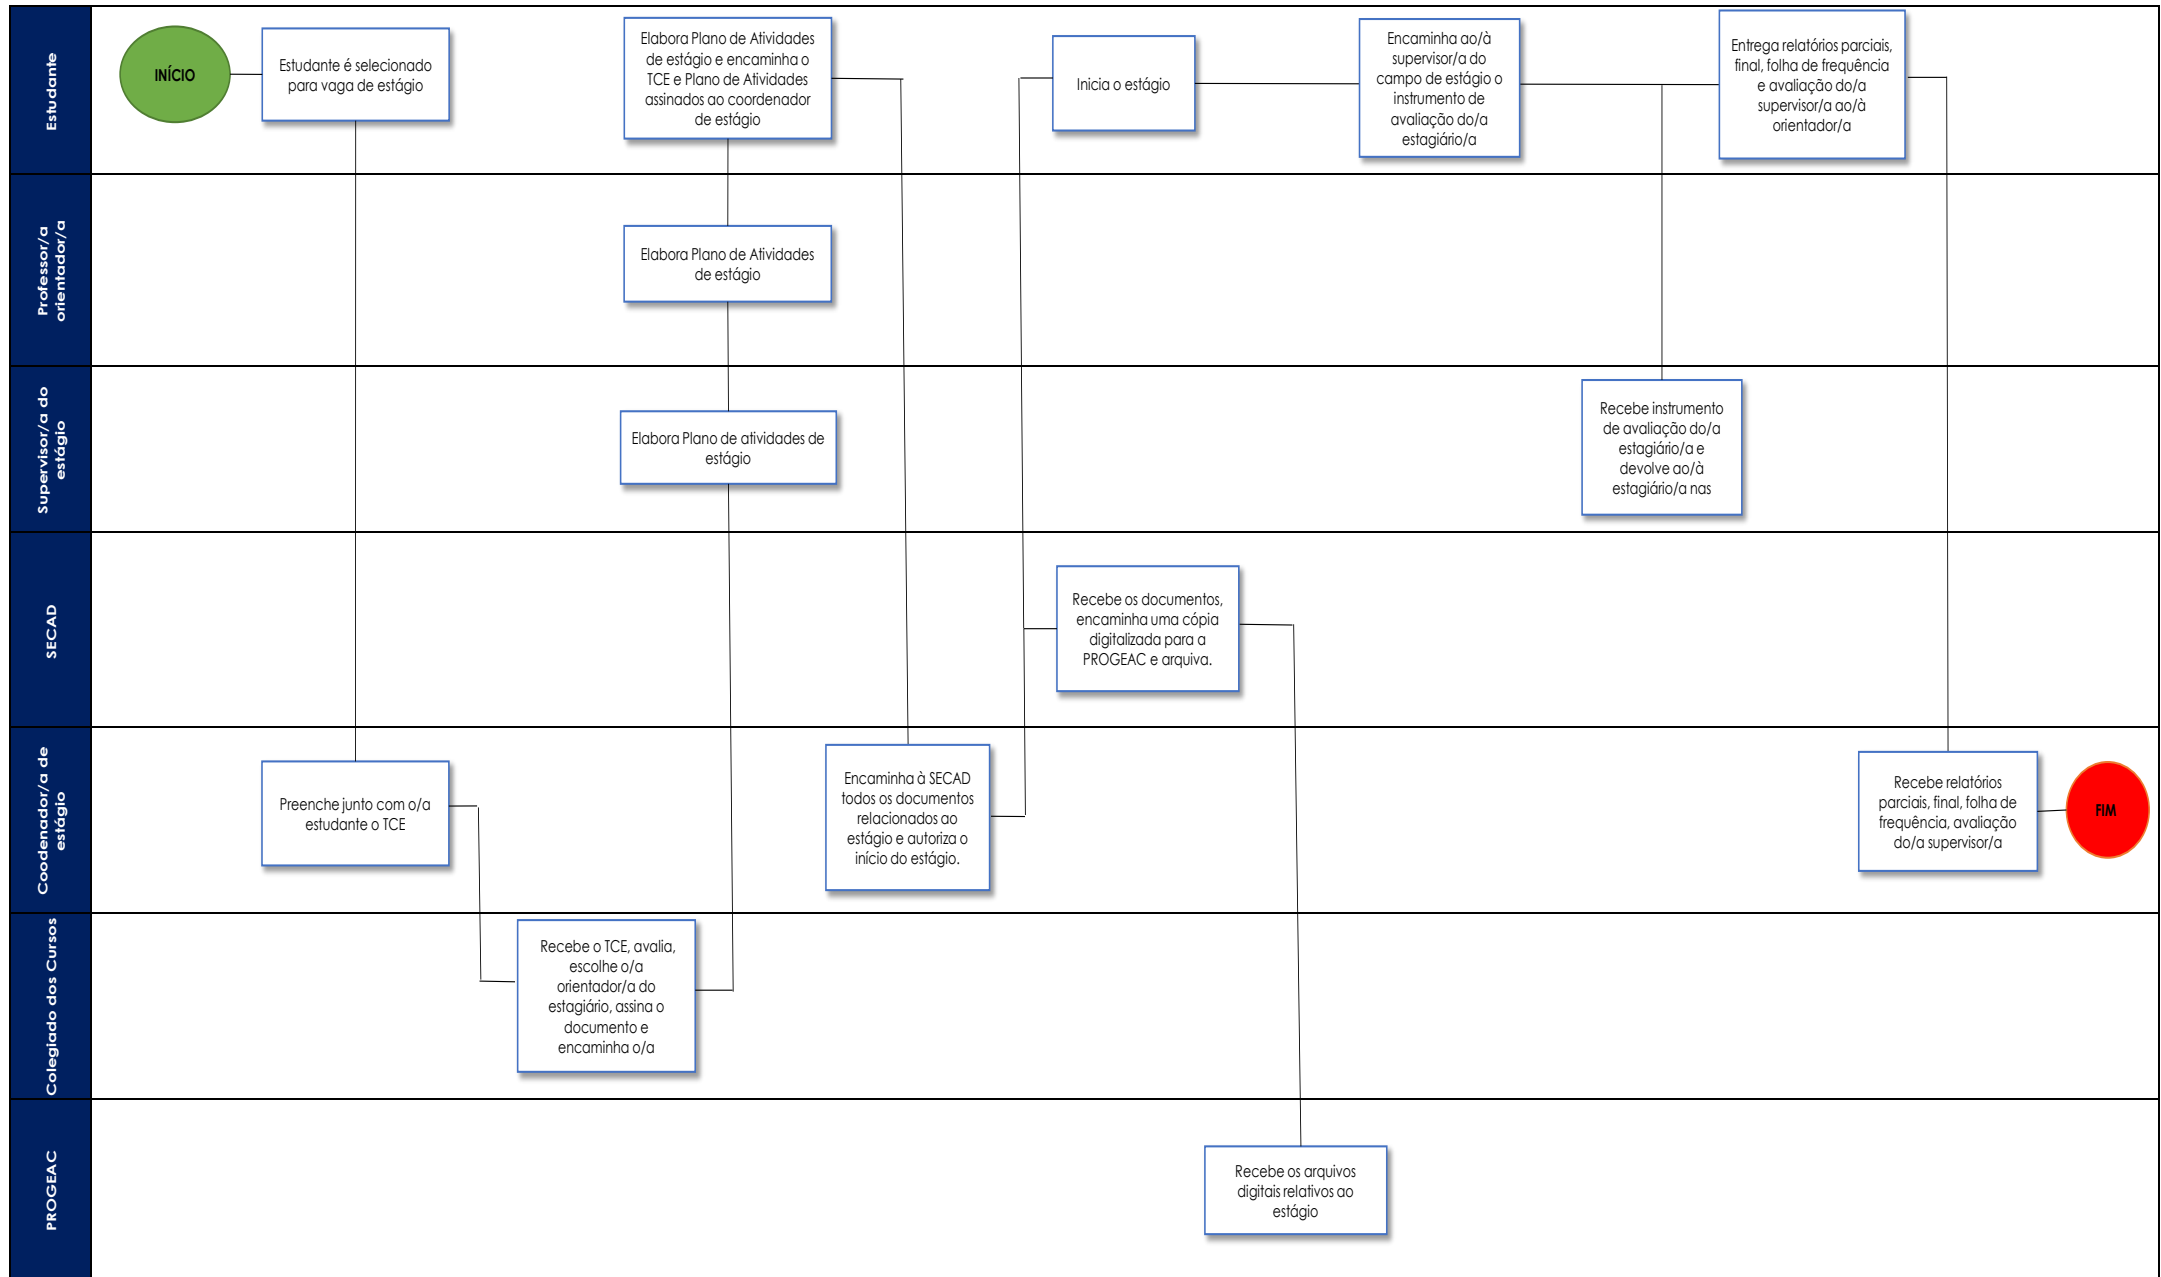 Estudante
INÍCIO
Estudante é selecionado
para vaga de estágio
Elabora Plano de Atividades
de estágio e encaminha o
TCE e Plano de Atividades
assinados ao coordenador
de estágio
Inicia o estágio
Encaminha ao/à
supervisor/a do
campo de estágio o
instrumento de
avaliação do/a
estagiário/a
Entrega relatórios parciais,
final, folha de frequência
e avaliação do/a
supervisor/a ao/à
orientador/a
Professor/a
orientador/a
Elabora Plano de Atividades
de estágio
Supervisor/a do
estágio
Elabora Plano de atividades de
estágio
Recebe instrumento
de avaliação do/a
estagiário/a e
devolve ao/à
estagiário/a nas
SECAD
Recebe os documentos,
encaminha uma cópia
digitalizada para a
PROGEAC e arquiva.
Coodenador/a de
estágio
Preenche junto com o/a
estudante o TCE
Encaminha à SECAD
todos os documentos
relacionados ao
estágio e autoriza o
início do estágio.
Recebe relatórios
parciais, final, folha de
frequência, avaliação
do/a supervisor/a
FIM
Colegiado dos Cursos
Recebe o TCE, avalia,
escolhe o/a
orientador/a do
estagiário, assina o
documento e
encaminha o/a
PROGEAC
Recebe os arquivos
digitais relativos ao
estágio